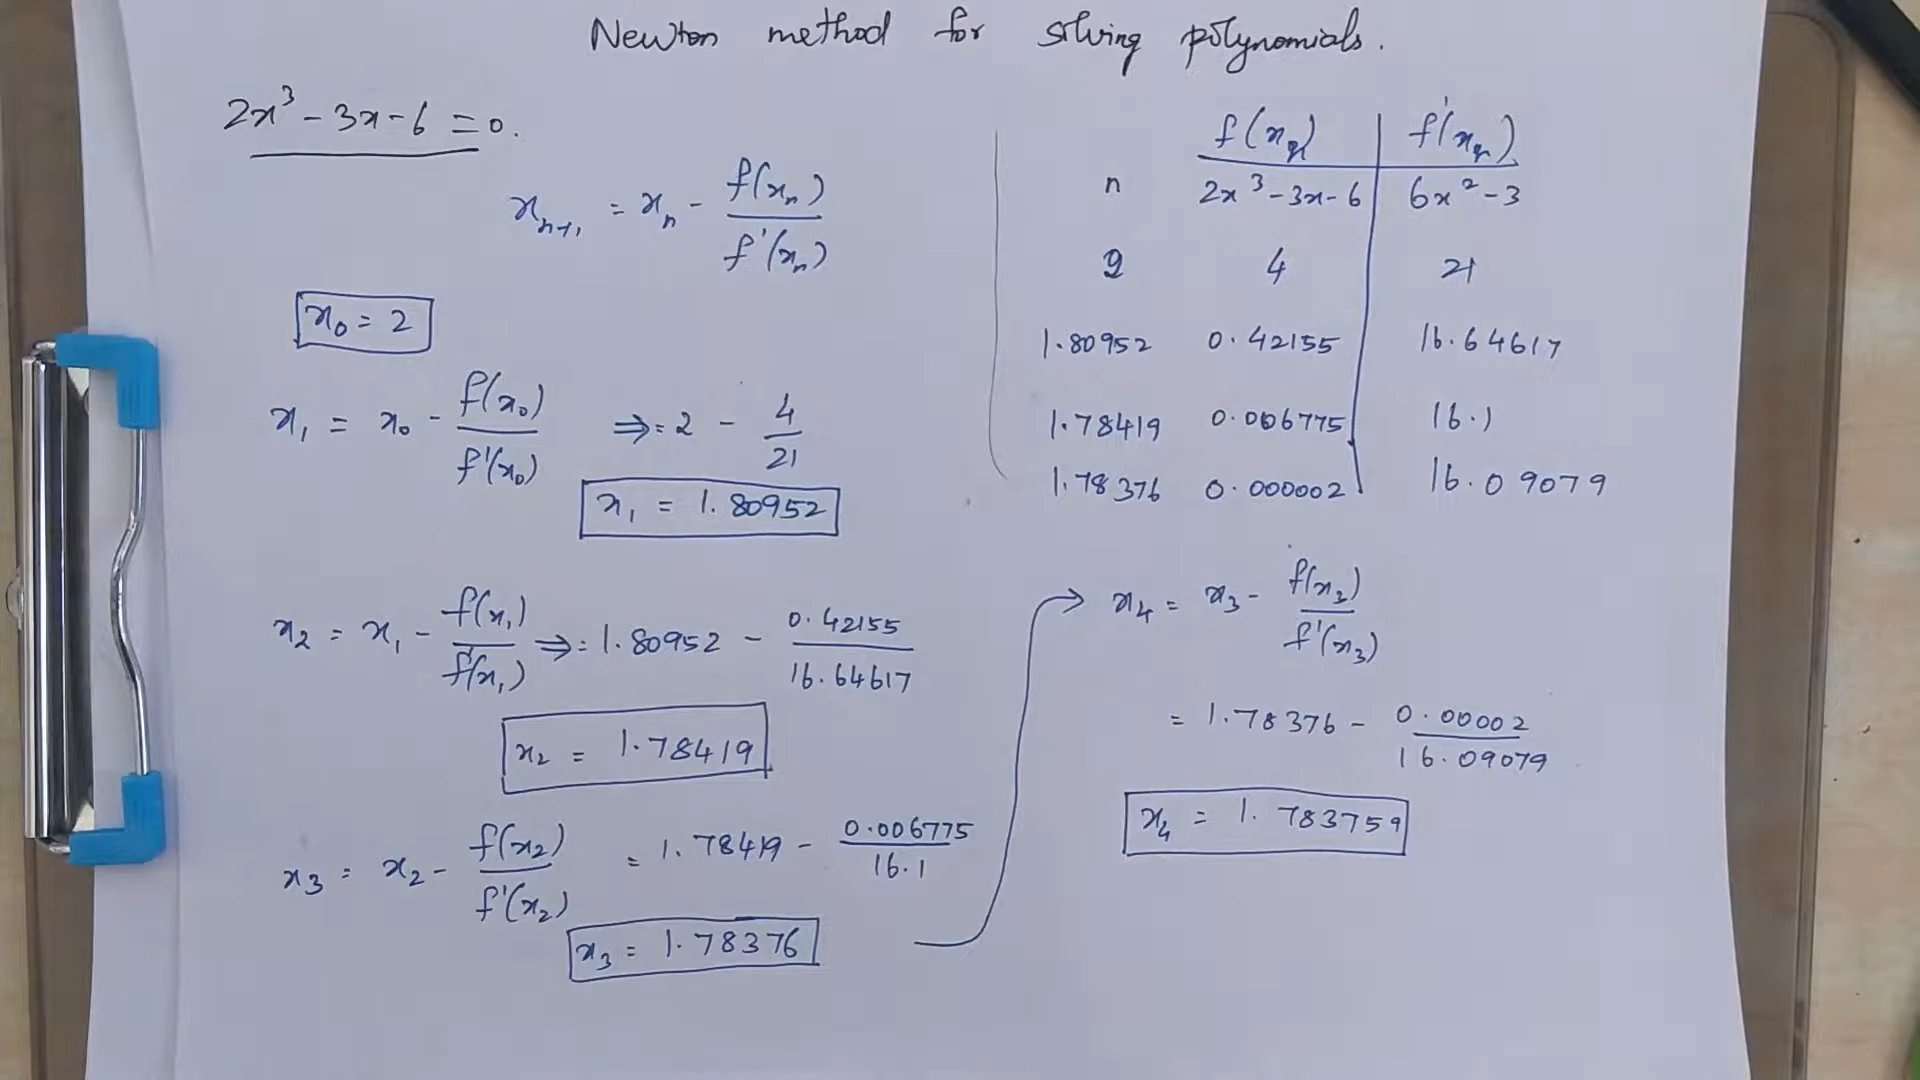 Newton method for solving polynomials.
2x³ - 3x - 6 = 0.
xₙ₊₁ = xₙ - f(xₙ) / f'(xₙ)
x₀ = 2
x₁ = x₀ - f(x₀) / f'(x₀) ⇒ = 2 - 4 / 21
x₁ = 1.80952
x₂ = x₁ - f(x₁) / f'(x₁) ⇒ = 1.80952 - 0.42155 / 16.64617
x₂ = 1.78419
x₃ = x₂ - f(x₂) / f'(x₂) = 1.78419 - 0.006775 / 16.1
x₃ = 1.78376
f(xₙ) f'(xₙ)
n 2x³ - 3x - 6 6x² - 3
2 4 21
1.80952 0.42155 16.64617
1.78419 0.006775 16.1
1.78376 0.000002 16.09079
→ x₄ = x₃ - f(x₃) / f'(x₃)
= 1.78376 - 0.00002 / 16.09079
x₄ = 1.783759